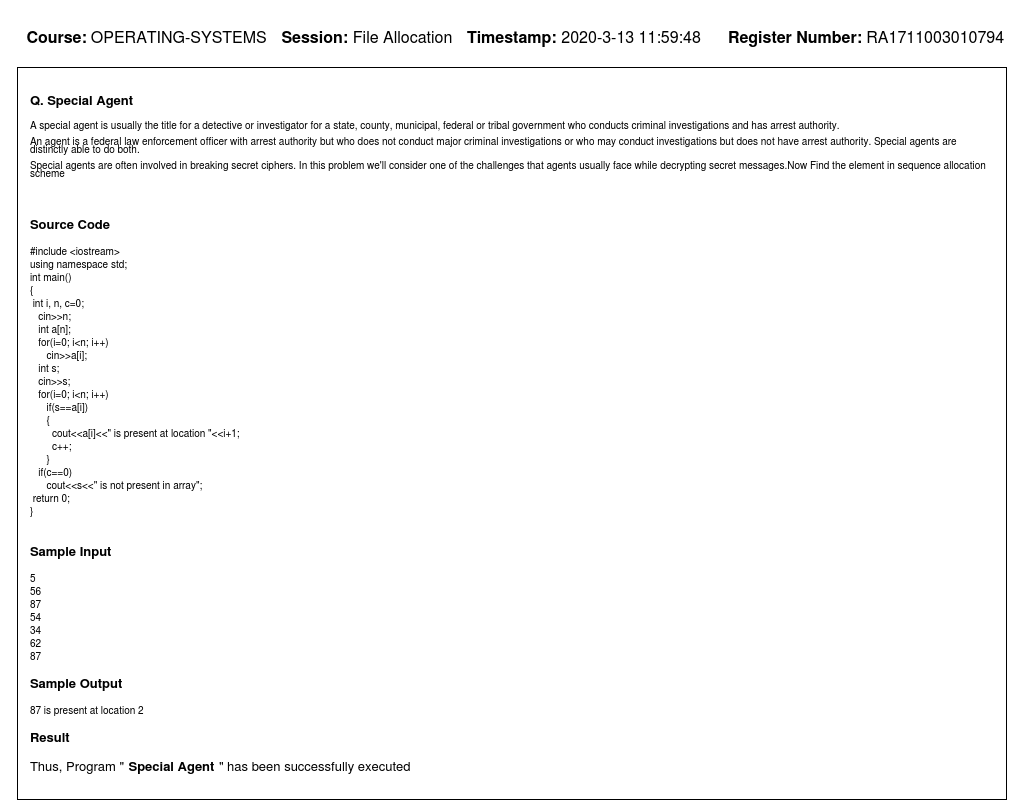 Course: OPERATING-SYSTEMS Session: File Allocation Timestamp: 2020-3-13 11:59:48 Register Number: RA1711003010794
Q. Special Agent
A special agent is usually the title for a detective or investigator for a state, county, municipal, federal or tribal government who conducts criminal investigations and has arrest authority.
An agent is a federal law enforcement officer with arrest authority but who does not conduct major criminal investigations or who may conduct investigations but does not have arrest authority. Special agents are
distinctly able to do both.
Special agents are often involved in breaking secret ciphers. In this problem we'll consider one of the challenges that agents usually face while decrypting secret messages.Now Find the element in sequence allocation
scheme
Source Code
#include <iostream>
using namespace std;
int main()
{
int i, n, c=0;
cin>>n;
int a[n];
for(i=0; i<n; i++)
cin>>a[i];
int s;
cin>>s;
for(i=0; i<n; i++)
if(s==a[i])
{
cout<<a[i]<<" is present at location "<<i+1;
c++;
}
if(c==0)
cout<<s<<" is not present in array";
return 0;
}
Sample Input
5
56
87
54
34
62
87
Sample Output
87 is present at location 2
Result
Thus, Program " Special Agent " has been successfully executed